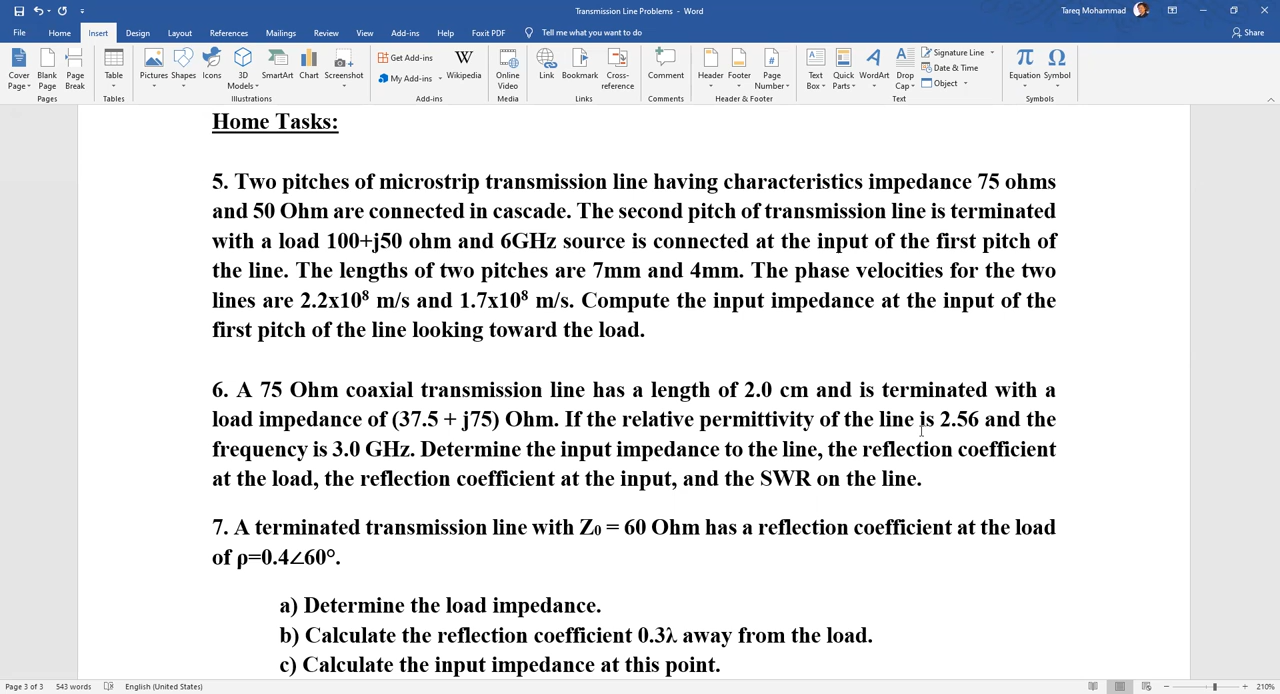 Transmission Line Problems - Word
Tareq Mohammad
File Home Insert Design Layout References Mailings Review View Add-ins Help Foxit PDF Tell me what you want to do Share
Cover Page Blank Page Page Break
Pages
Table
Tables
Pictures Shapes Icons 3D Models SmartArt Chart Screenshot
Illustrations
Get Add-ins
My Add-ins
Wikipedia
Add-ins
Online Video
Media
Link Bookmark Cross-reference
Links
Comment
Comments
Header Footer Page Number
Header & Footer
Text Box Quick Parts WordArt Drop Cap
Signature Line
Date & Time
Object
Text
Equation Symbol
Symbols
Home Tasks:
5. Two pitches of microstrip transmission line having characteristics impedance 75 ohms
and 50 Ohm are connected in cascade. The second pitch of transmission line is terminated
with a load 100+j50 ohm and 6GHz source is connected at the input of the first pitch of
the line. The lengths of two pitches are 7mm and 4mm. The phase velocities for the two
lines are 2.2x10⁸ m/s and 1.7x10⁸ m/s. Compute the input impedance at the input of the
first pitch of the line looking toward the load.
6. A 75 Ohm coaxial transmission line has a length of 2.0 cm and is terminated with a
load impedance of (37.5 + j75) Ohm. If the relative permittivity of the line is 2.56 and the
frequency is 3.0 GHz. Determine the input impedance to the line, the reflection coefficient
at the load, the reflection coefficient at the input, and the SWR on the line.
7. A terminated transmission line with Z₀ = 60 Ohm has a reflection coefficient at the load
of ρ=0.4∠60°.
a) Determine the load impedance.
b) Calculate the reflection coefficient 0.3λ away from the load.
c) Calculate the input impedance at this point.
Page 3 of 3 543 words English (United States) 210%